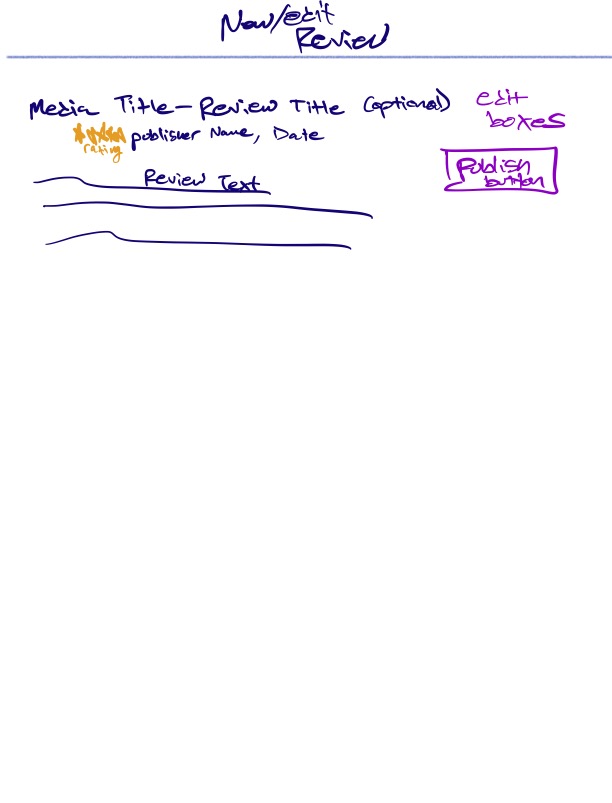 New/edit
Review
Media Title - Review Title (optional)
edit
boxes
rating
publisher Name, Date
Publish
button
Review Text